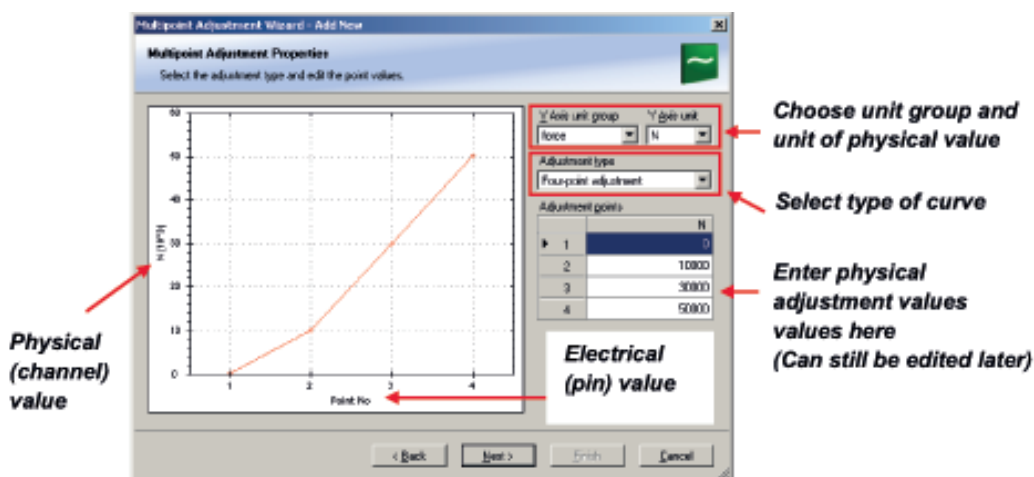 Multipoint Adjustment Wizard - Add New
Multipoint Adjustment Properties
Select the adjustment type and edit the point values.
Y Axis unit group Y Axis unit
force N
Adjustment type
Four-point adjustment
Adjustment points
N
1 0
2 10000
3 30000
4 50000
60
50
40
30
20
10
0
N [10^3]
1 2 3 4
Point No
Choose unit group and
unit of physical value
Select type of curve
Enter physical
adjustment values
values here
(Can still be edited later)
Physical
(channel)
value
Electrical
(pin) value
< Back Next > Finish Cancel